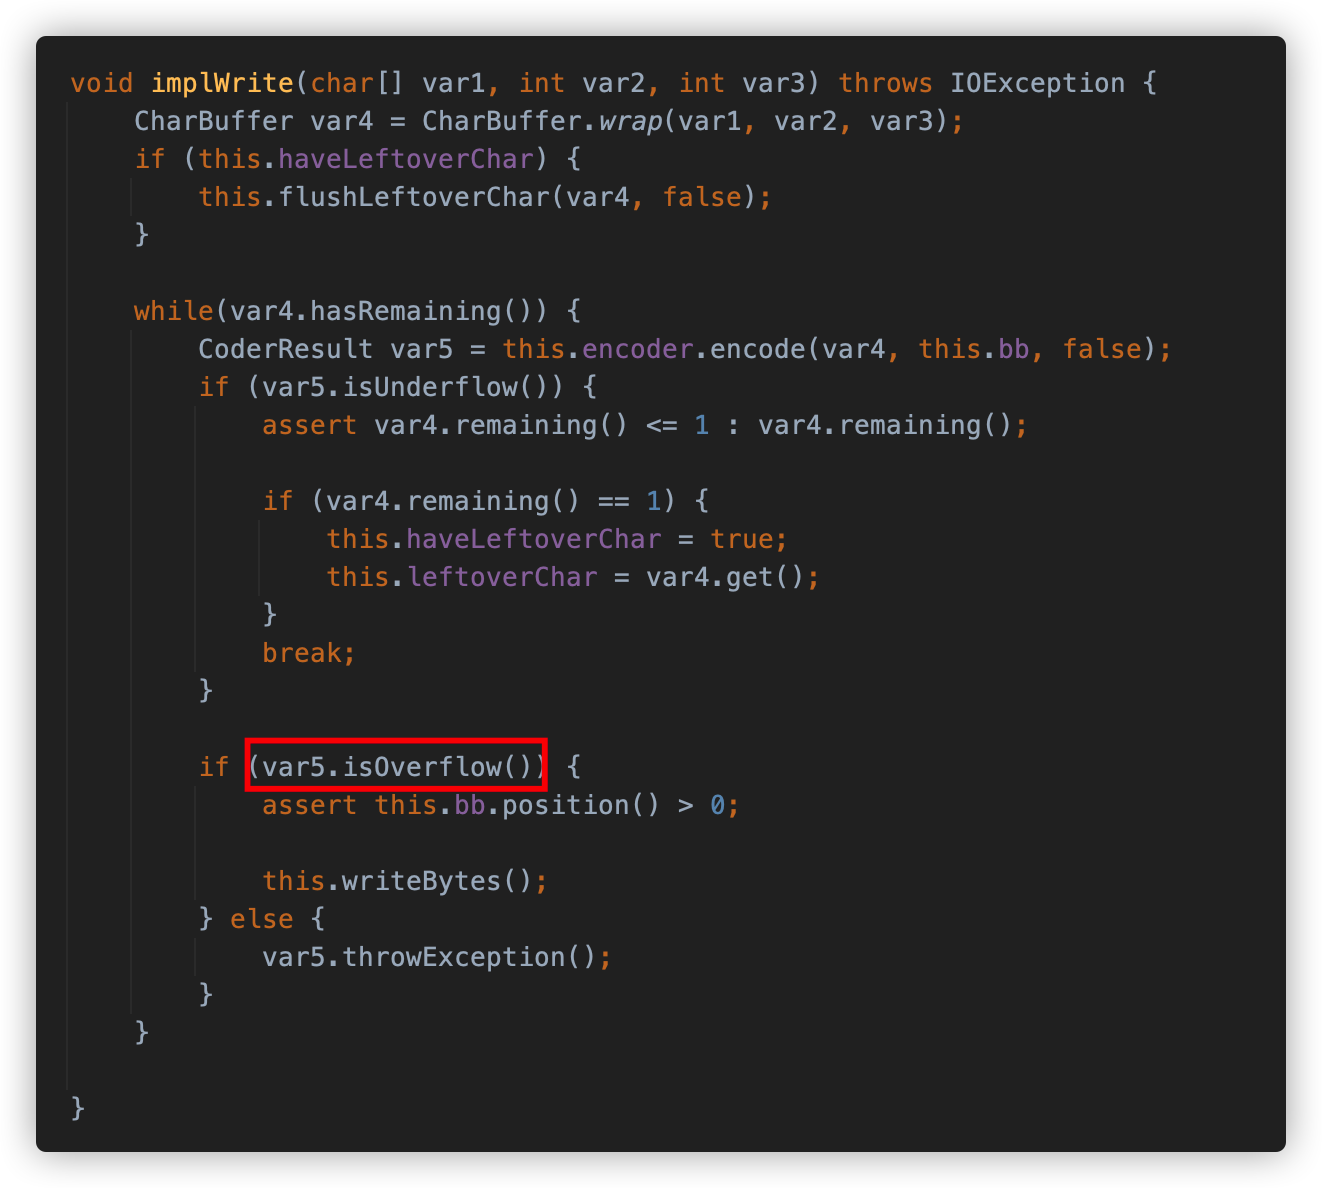 void implWrite(char[] var1, int var2, int var3) throws IOException {
    CharBuffer var4 = CharBuffer.wrap(var1, var2, var3);
    if (this.haveLeftoverChar) {
        this.flushLeftoverChar(var4, false);
    }

    while(var4.hasRemaining()) {
        CoderResult var5 = this.encoder.encode(var4, this.bb, false);
        if (var5.isUnderflow()) {
            assert var4.remaining() <= 1 : var4.remaining();

            if (var4.remaining() == 1) {
                this.haveLeftoverChar = true;
                this.leftoverChar = var4.get();
            }
            break;
        }

        if (var5.isOverflow()) {
            assert this.bb.position() > 0;

            this.writeBytes();
        } else {
            var5.throwException();
        }
    }

}